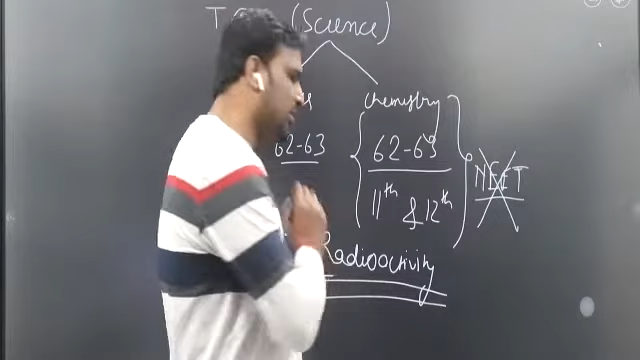 (Science)
Chemistry
62-63 62-63
11th & 12th NEET
Radioactivity